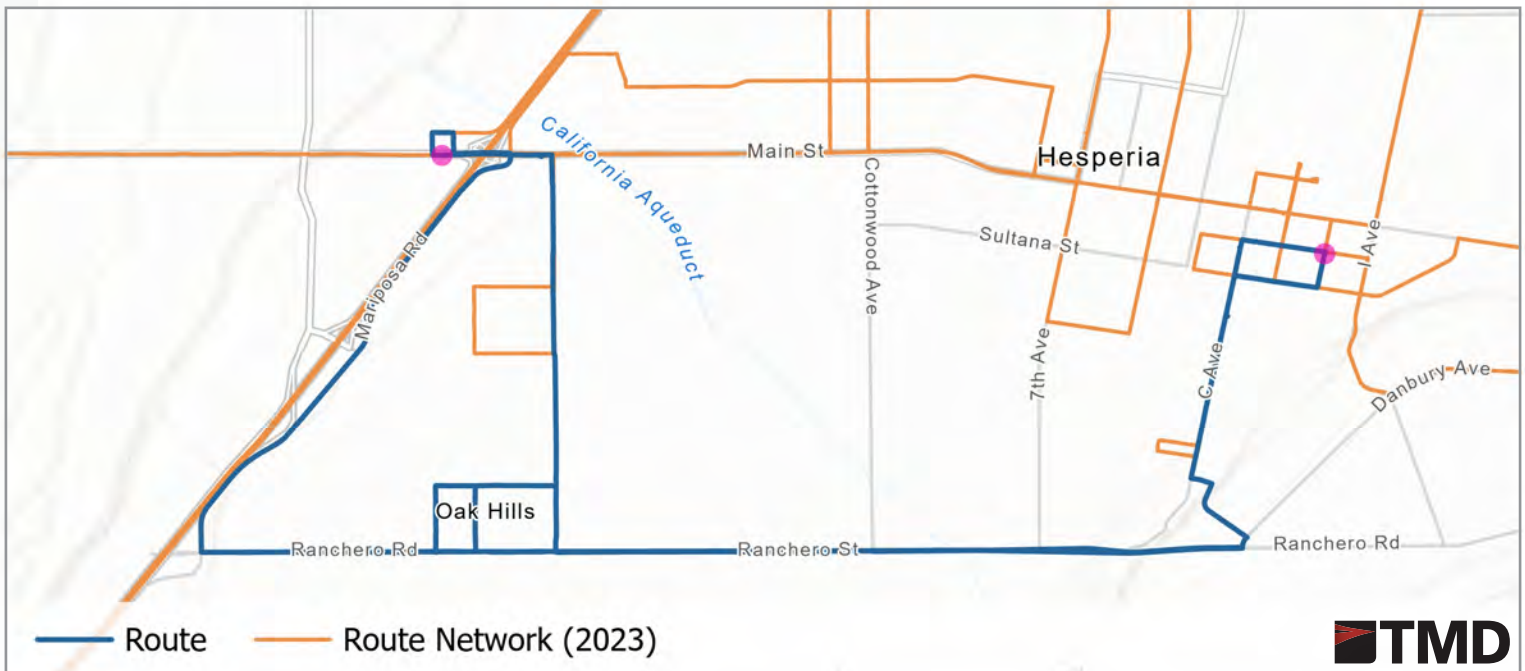 California Aqueduct
Main St
Hesperia
Cottonwood Ave
Sultana St
I Ave
Mariposa Rd
7th Ave
C Ave
Danbury Ave
Oak Hills
Ranchero Rd
Ranchero St
Ranchero Rd
Route
Route Network (2023)
TMD